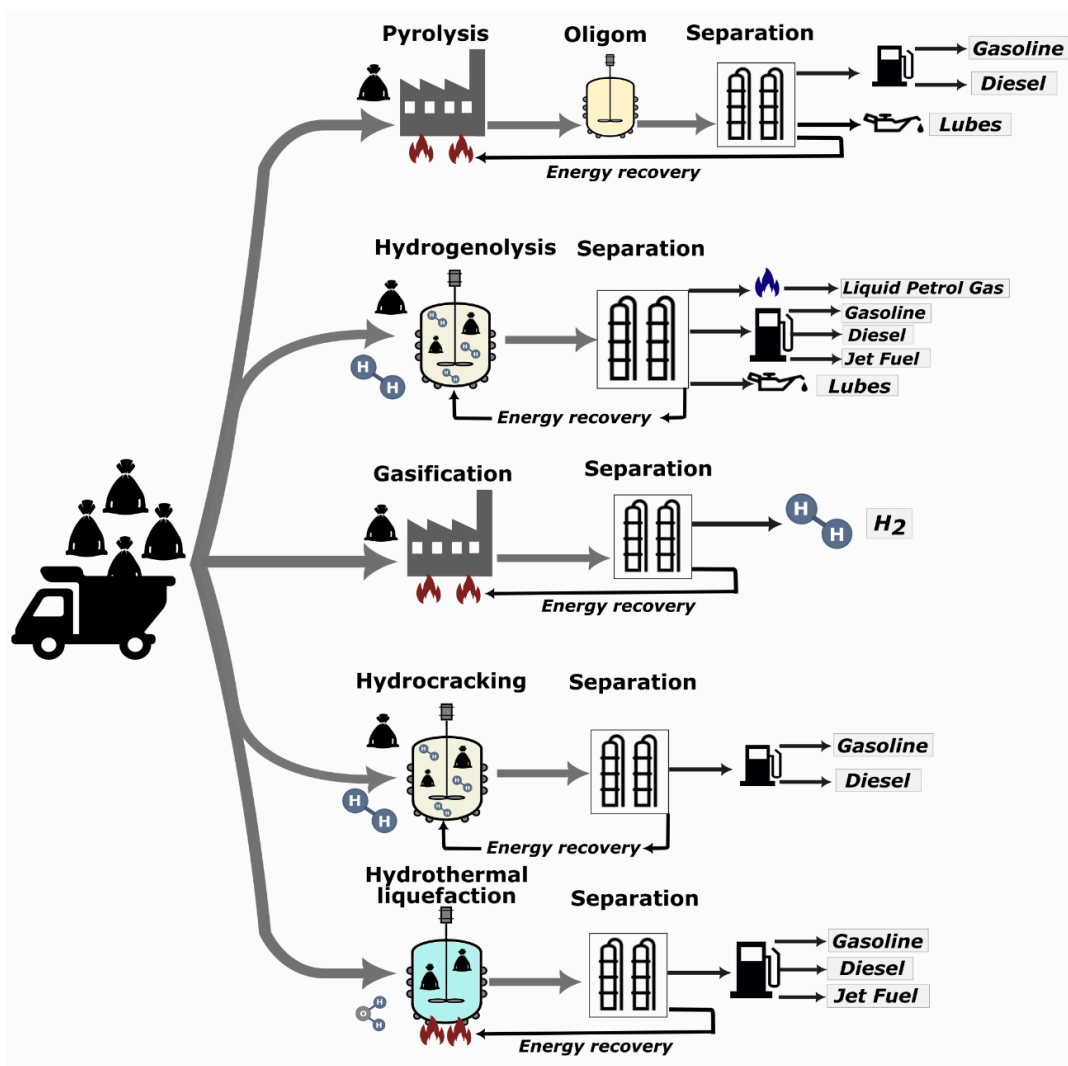 Pyrolysis
Oligom
Separation
Gasoline
Diesel
Lubes
Energy recovery
Hydrogenolysis
Separation
Liquid Petrol Gas
Gasoline
Diesel
Jet Fuel
Lubes
H
H
H H
H H
H H
Energy recovery
Gasification
Separation
H
H
H2
Energy recovery
Hydrocracking
Separation
Gasoline
Diesel
H
H
H H
H H
H H
Energy recovery
Hydrothermal
liquefaction
Separation
Gasoline
Diesel
Jet Fuel
H
O
H
Energy recovery